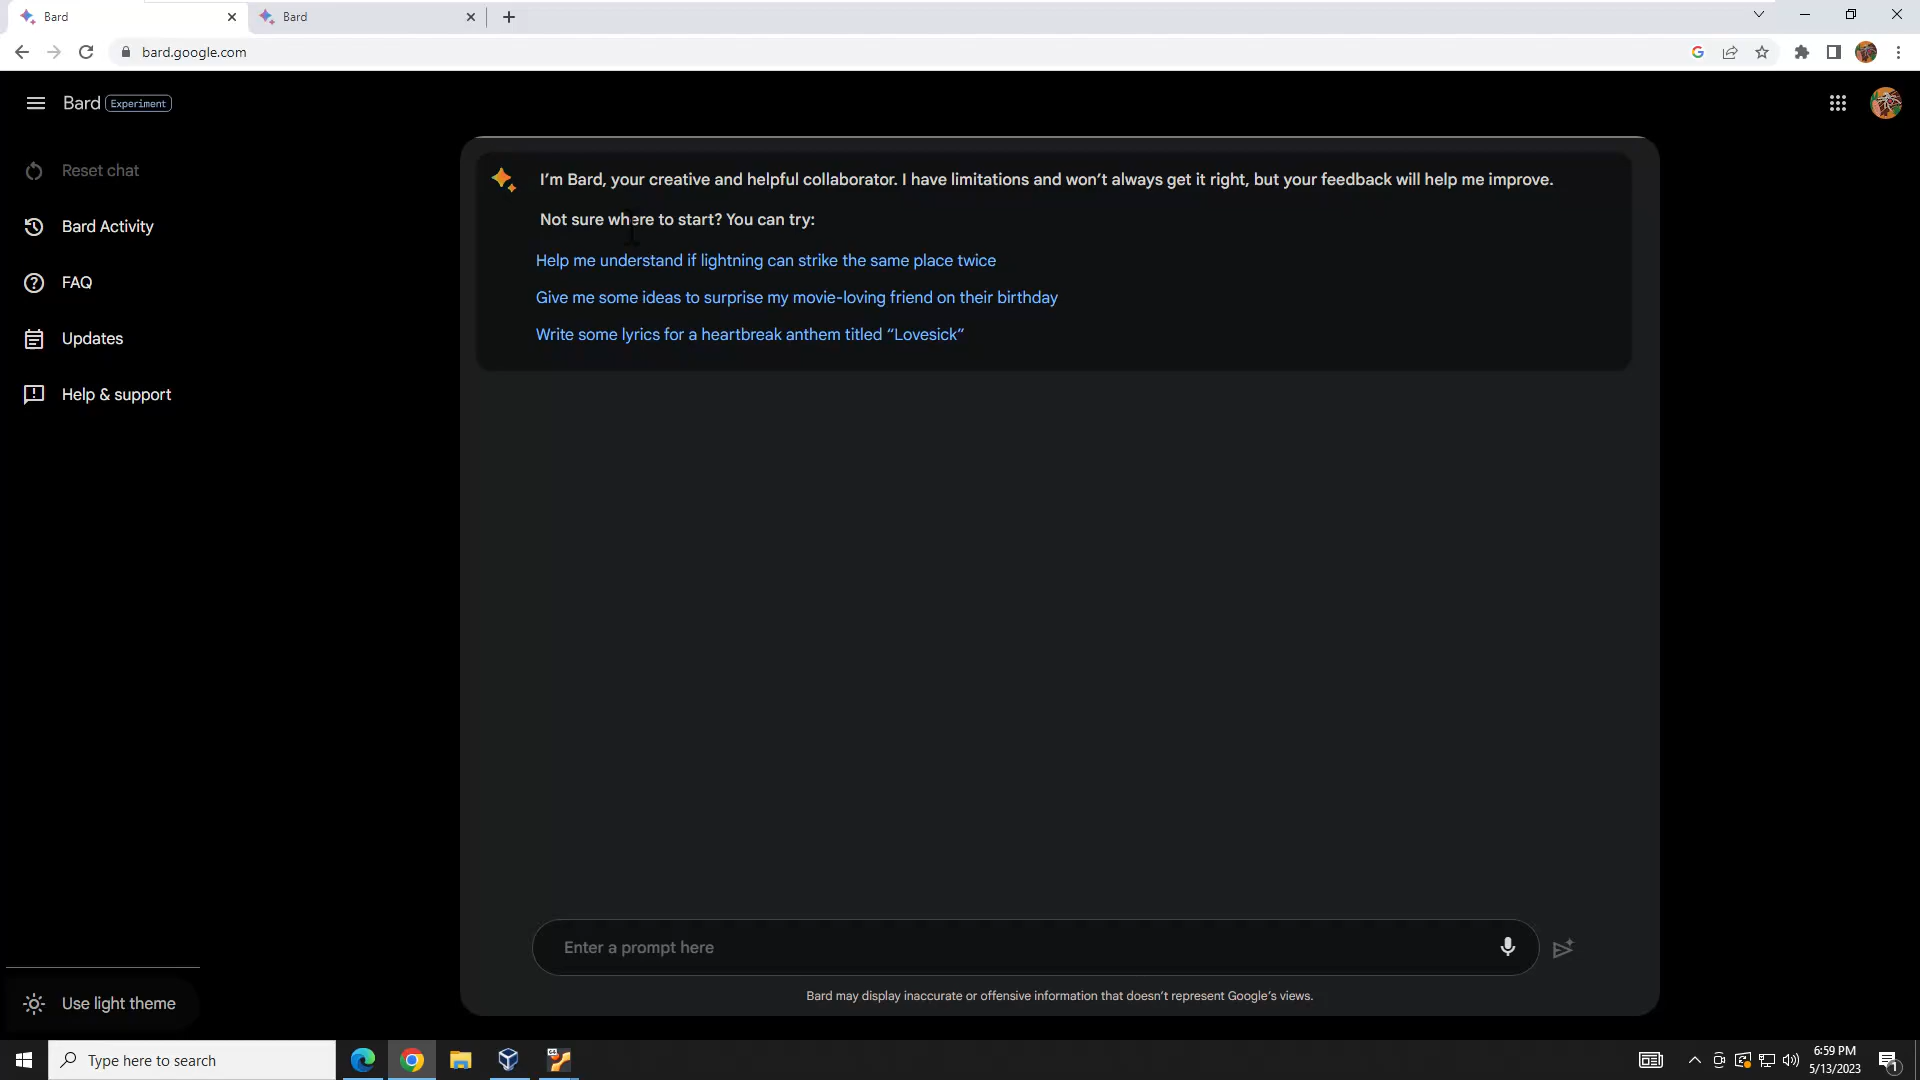 Bard
Bard
bard.google.com
Bard Experiment
Reset chat
Bard Activity
FAQ
Updates
Help & support
I'm Bard, your creative and helpful collaborator. I have limitations and won't always get it right, but your feedback will help me improve.
Not sure where to start? You can try:
Help me understand if lightning can strike the same place twice
Give me some ideas to surprise my movie-loving friend on their birthday
Write some lyrics for a heartbreak anthem titled “Lovesick”
Enter a prompt here
Bard may display inaccurate or offensive information that doesn't represent Google's views.
Use light theme
Type here to search
6:59 PM
5/13/2023
1